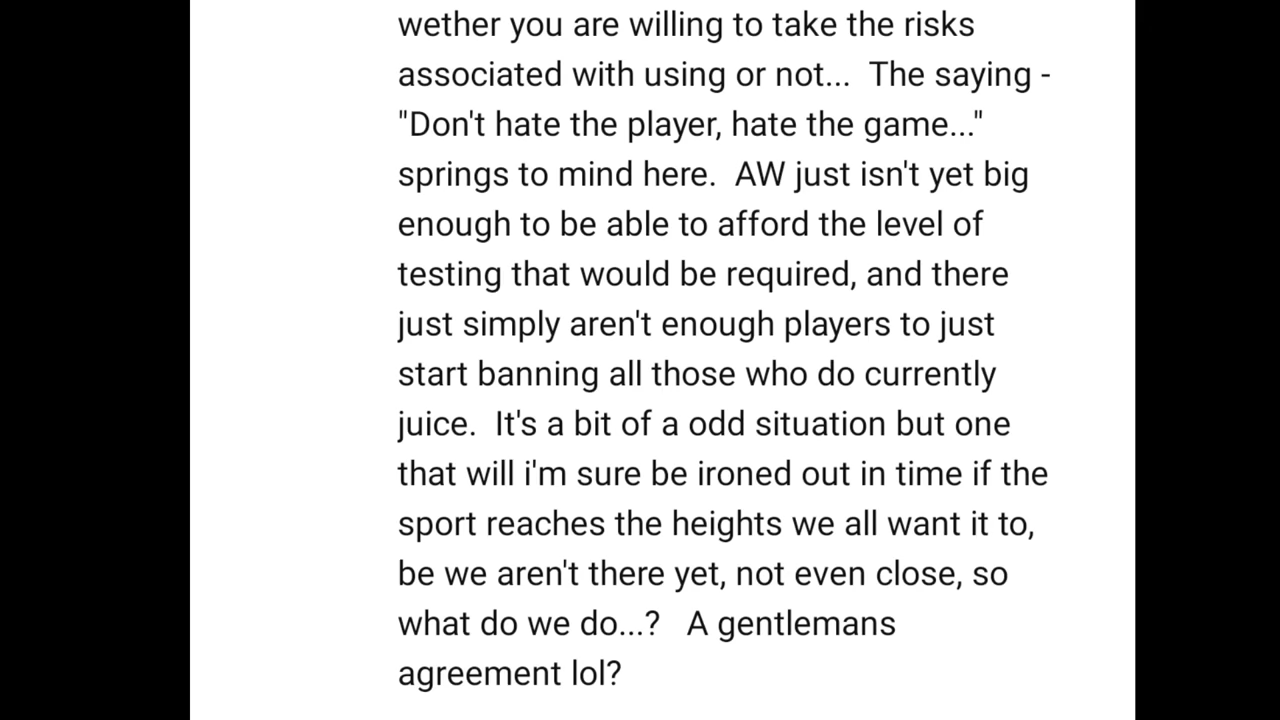 wether you are willing to take the risks
associated with using or not...  The saying -
"Don't hate the player, hate the game..."
springs to mind here.  AW just isn't yet big
enough to be able to afford the level of
testing that would be required, and there
just simply aren't enough players to just
start banning all those who do currently
juice.  It's a bit of a odd situation but one
that will i'm sure be ironed out in time if the
sport reaches the heights we all want it to,
be we aren't there yet, not even close, so
what do we do...?   A gentlemans
agreement lol?